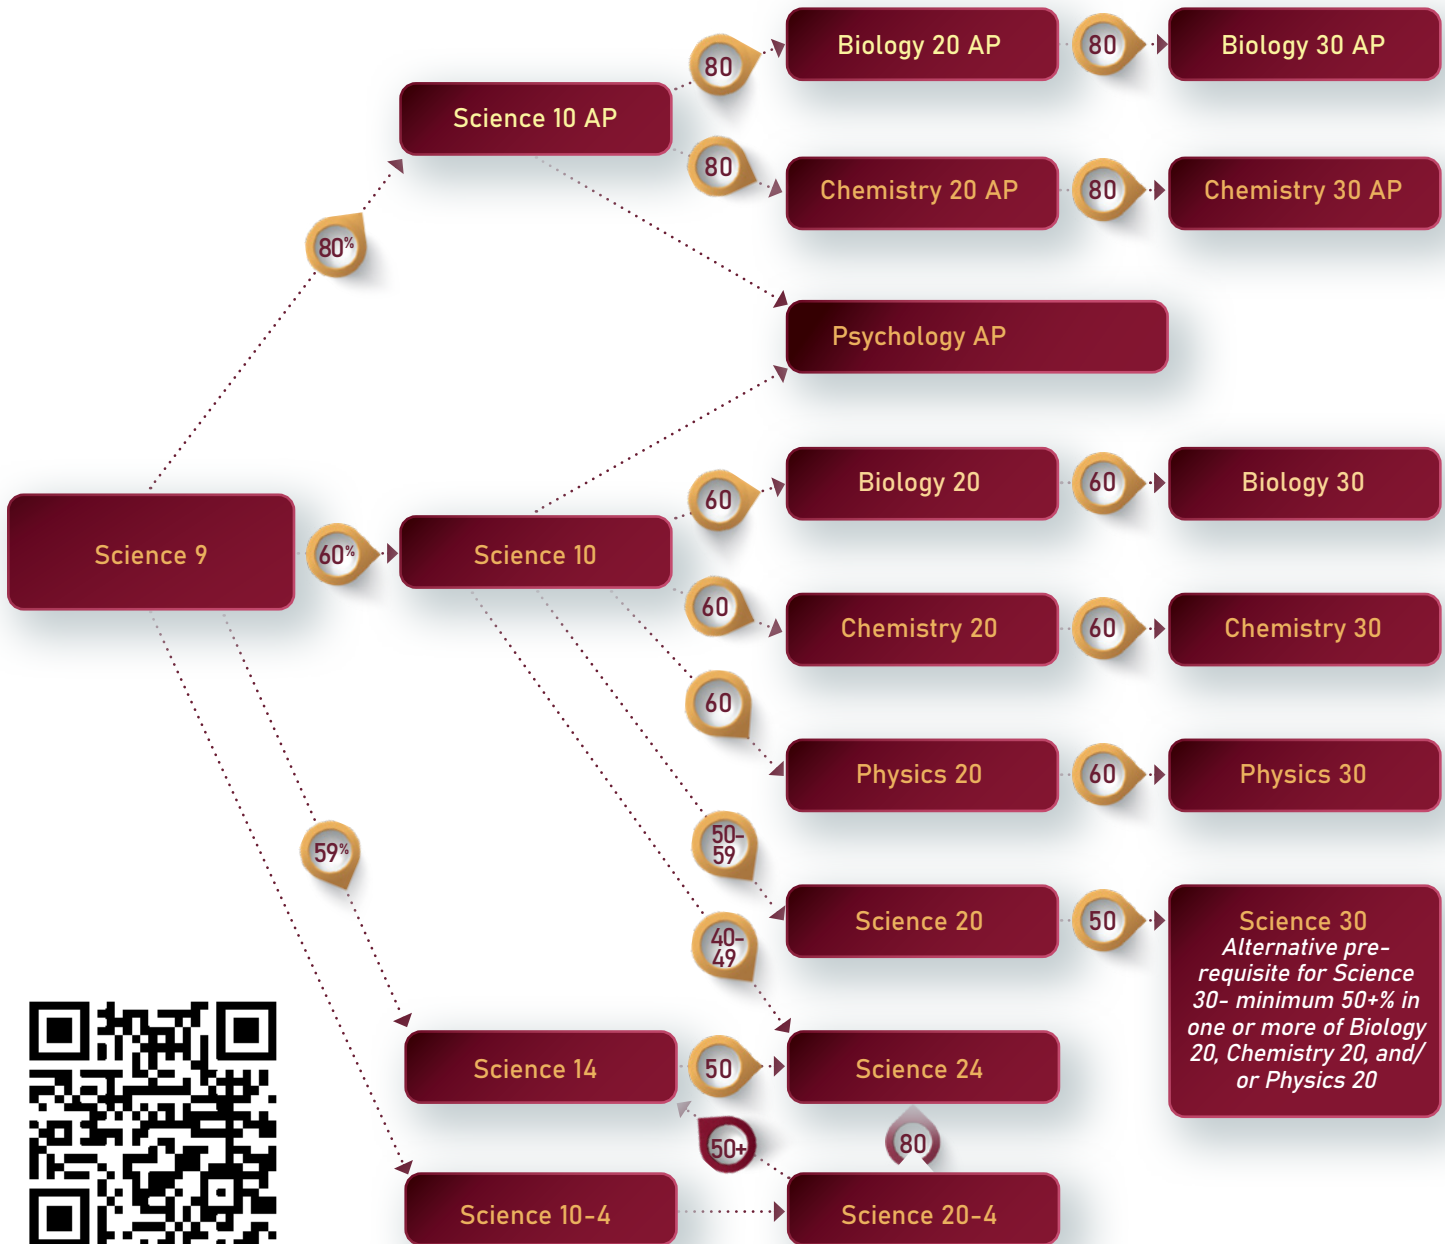 Biology 20 AP
80
Biology 30 AP
80
Science 10 AP
80
Chemistry 20 AP
80
Chemistry 30 AP
80%
Psychology AP
Biology 20
60
Biology 30
60
Science 9
60%
Science 10
60
Chemistry 20
60
Chemistry 30
60
Physics 20
60
Physics 30
59%
50-
59
Science 20
50
Science 30
Alternative pre-
requisite for Science
30- minimum 50+% in
one or more of Biology
20, Chemistry 20, and/
or Physics 20
40-
49
Science 14
50
Science 24
50+
80
Science 10-4
Science 20-4